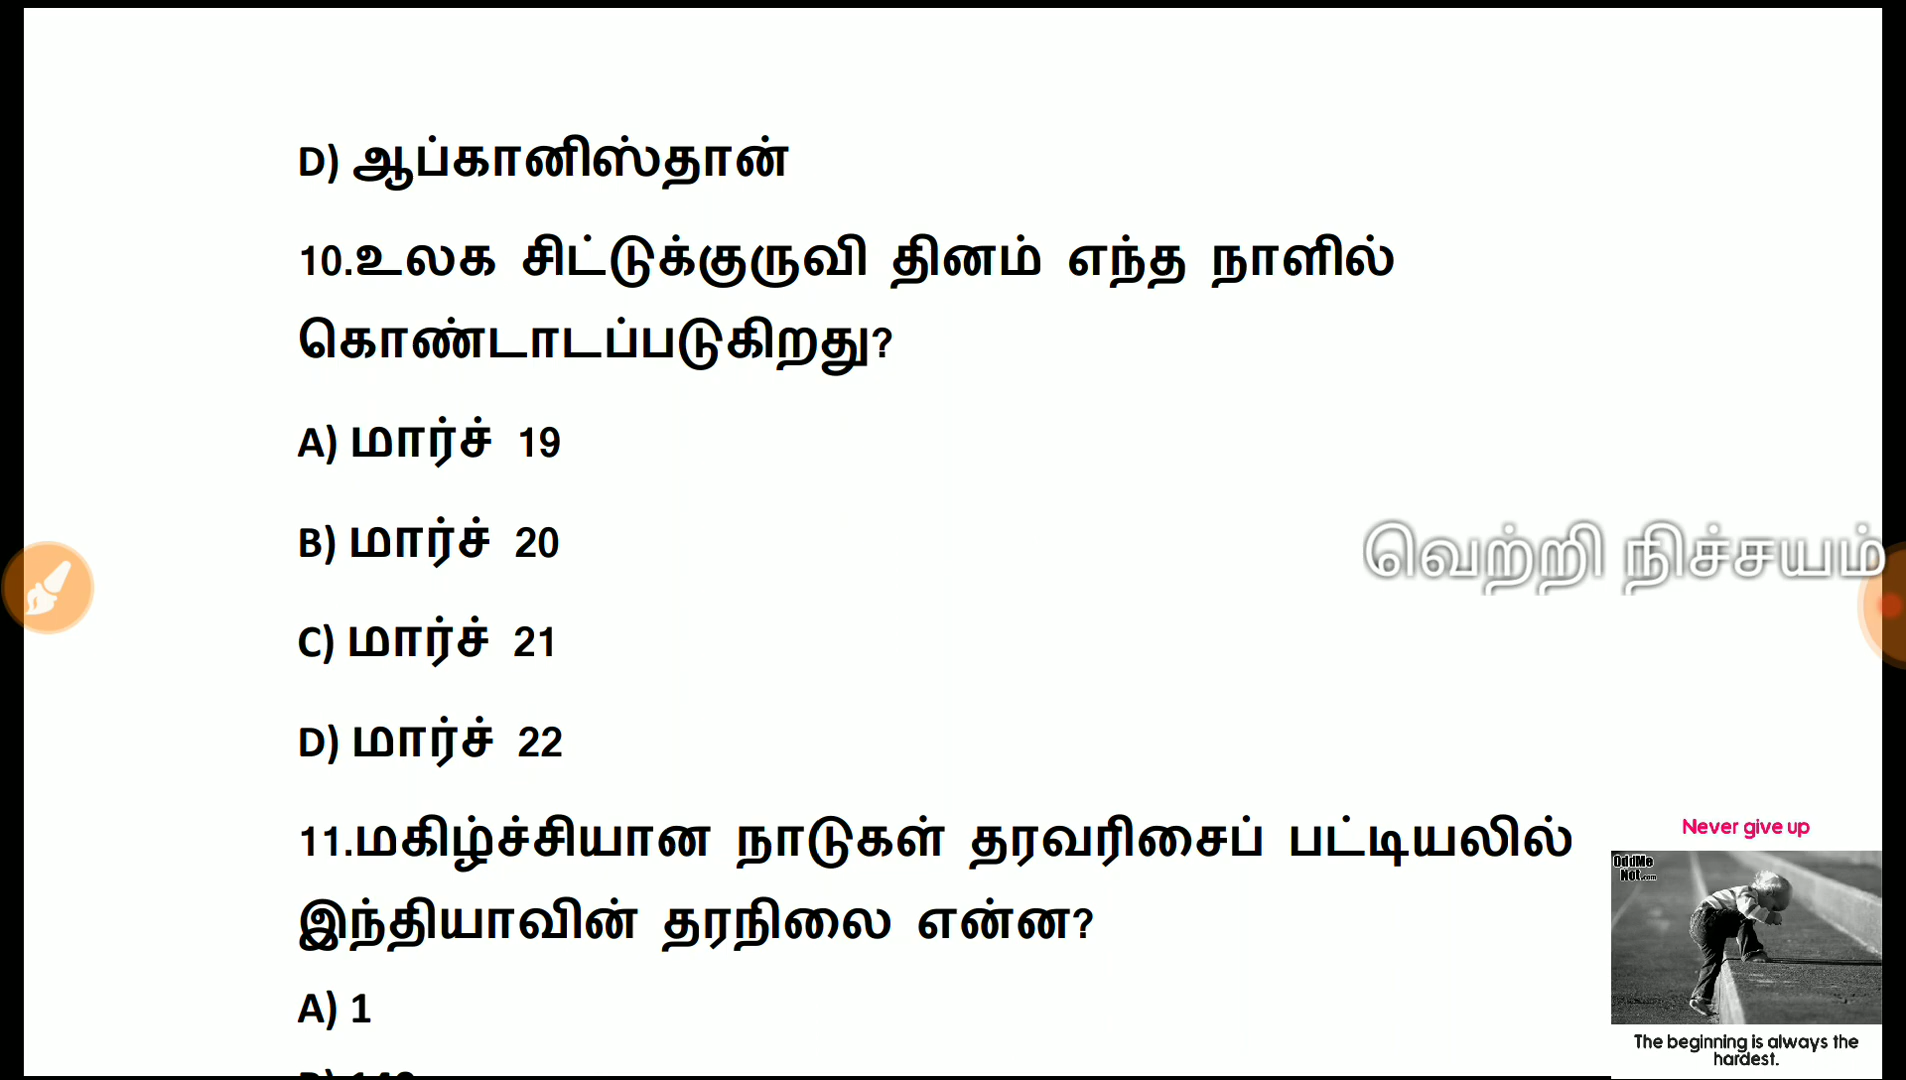 D) ஆப்கானிஸ்தான்
10.உலக சிட்டுக்குருவி தினம் எந்த நாளில்
கொண்டாடப்படுகிறது?
A) மார்ச் 19
B) மார்ச் 20
C) மார்ச் 21
D) மார்ச் 22
வெற்றி நிச்சயம்
11.மகிழ்ச்சியான நாடுகள் தரவரிசைப் பட்டியலில்
இந்தியாவின் தரநிலை என்ன?
A) 1
Never give up
OddMe
Not.com
The beginning is always the
hardest.